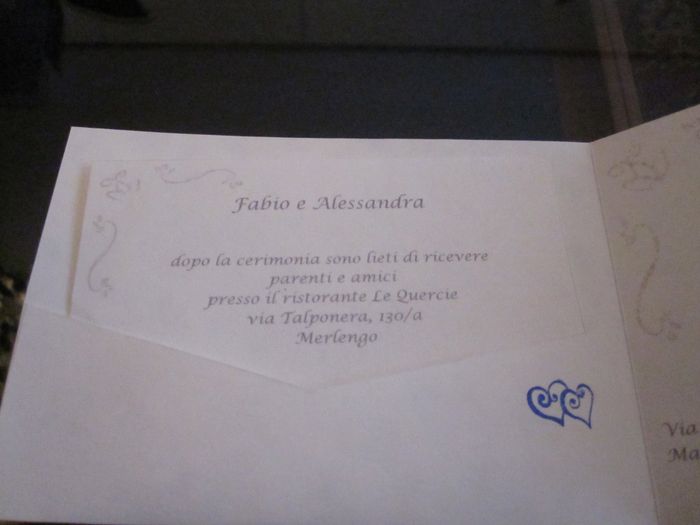 Fabio e Alessandra
dopo la cerimonia sono lieti di ricevere
parenti e amici
presso il ristorante Le Quercie
via Talponera, 130/a
Merlengo
Via
Ma